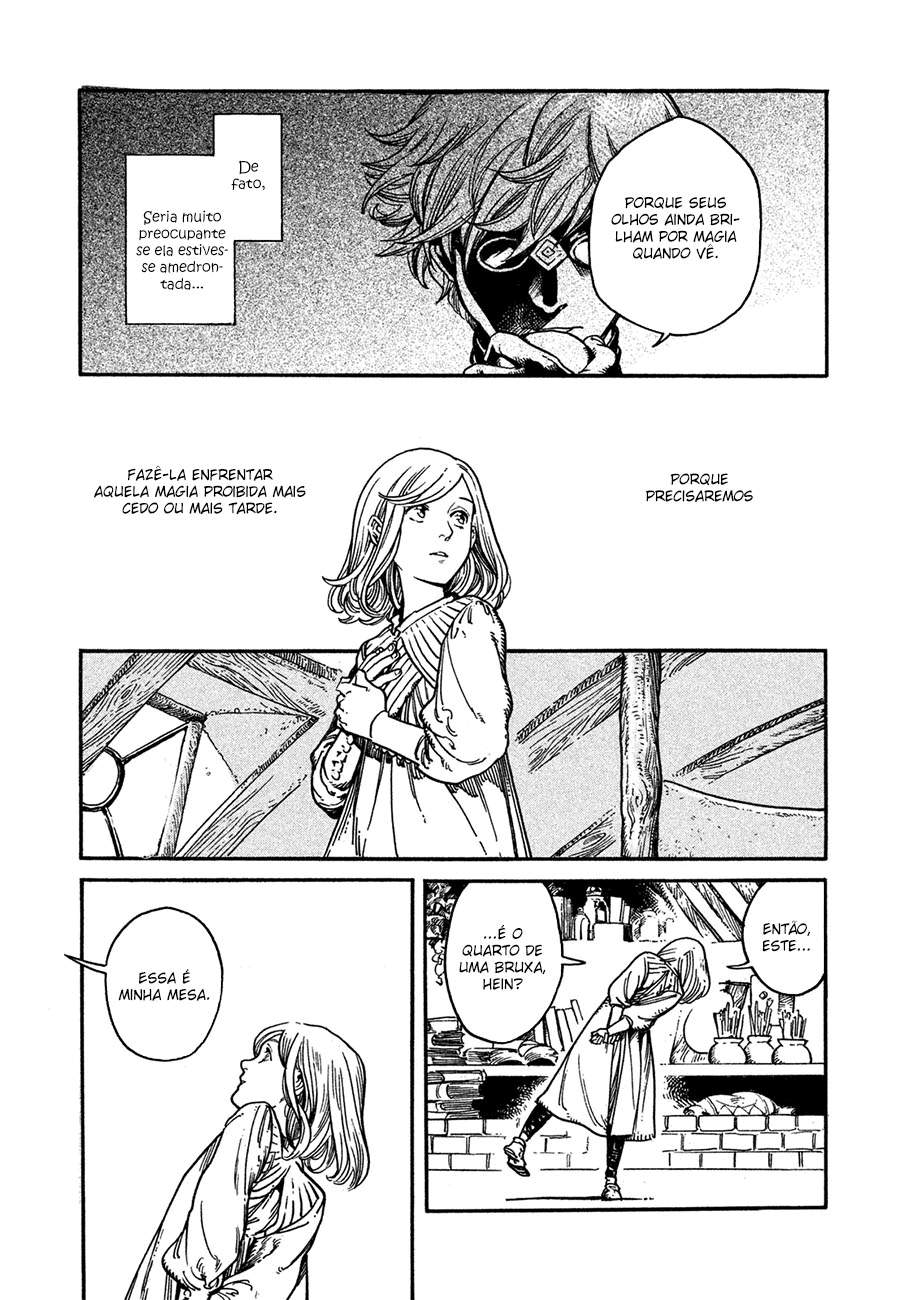 PORQUE SEUS
OLHOS AINDA BRI-
LHAM POR MAGIA
QUANDO VÊ.
De
fato,
Seria muito
preocupante
se ela estives-
se amedron-
tada...
PORQUE
PRECISAREMOS
FAZÊ-LA ENFRENTAR
AQUELA MAGIA PROIBIDA MAIS
CEDO OU MAIS TARDE.
ENTÃO,
ESTE...
...É O
QUARTO DE
UMA BRUXA,
HEIN?
ESSA É
MINHA MESA.